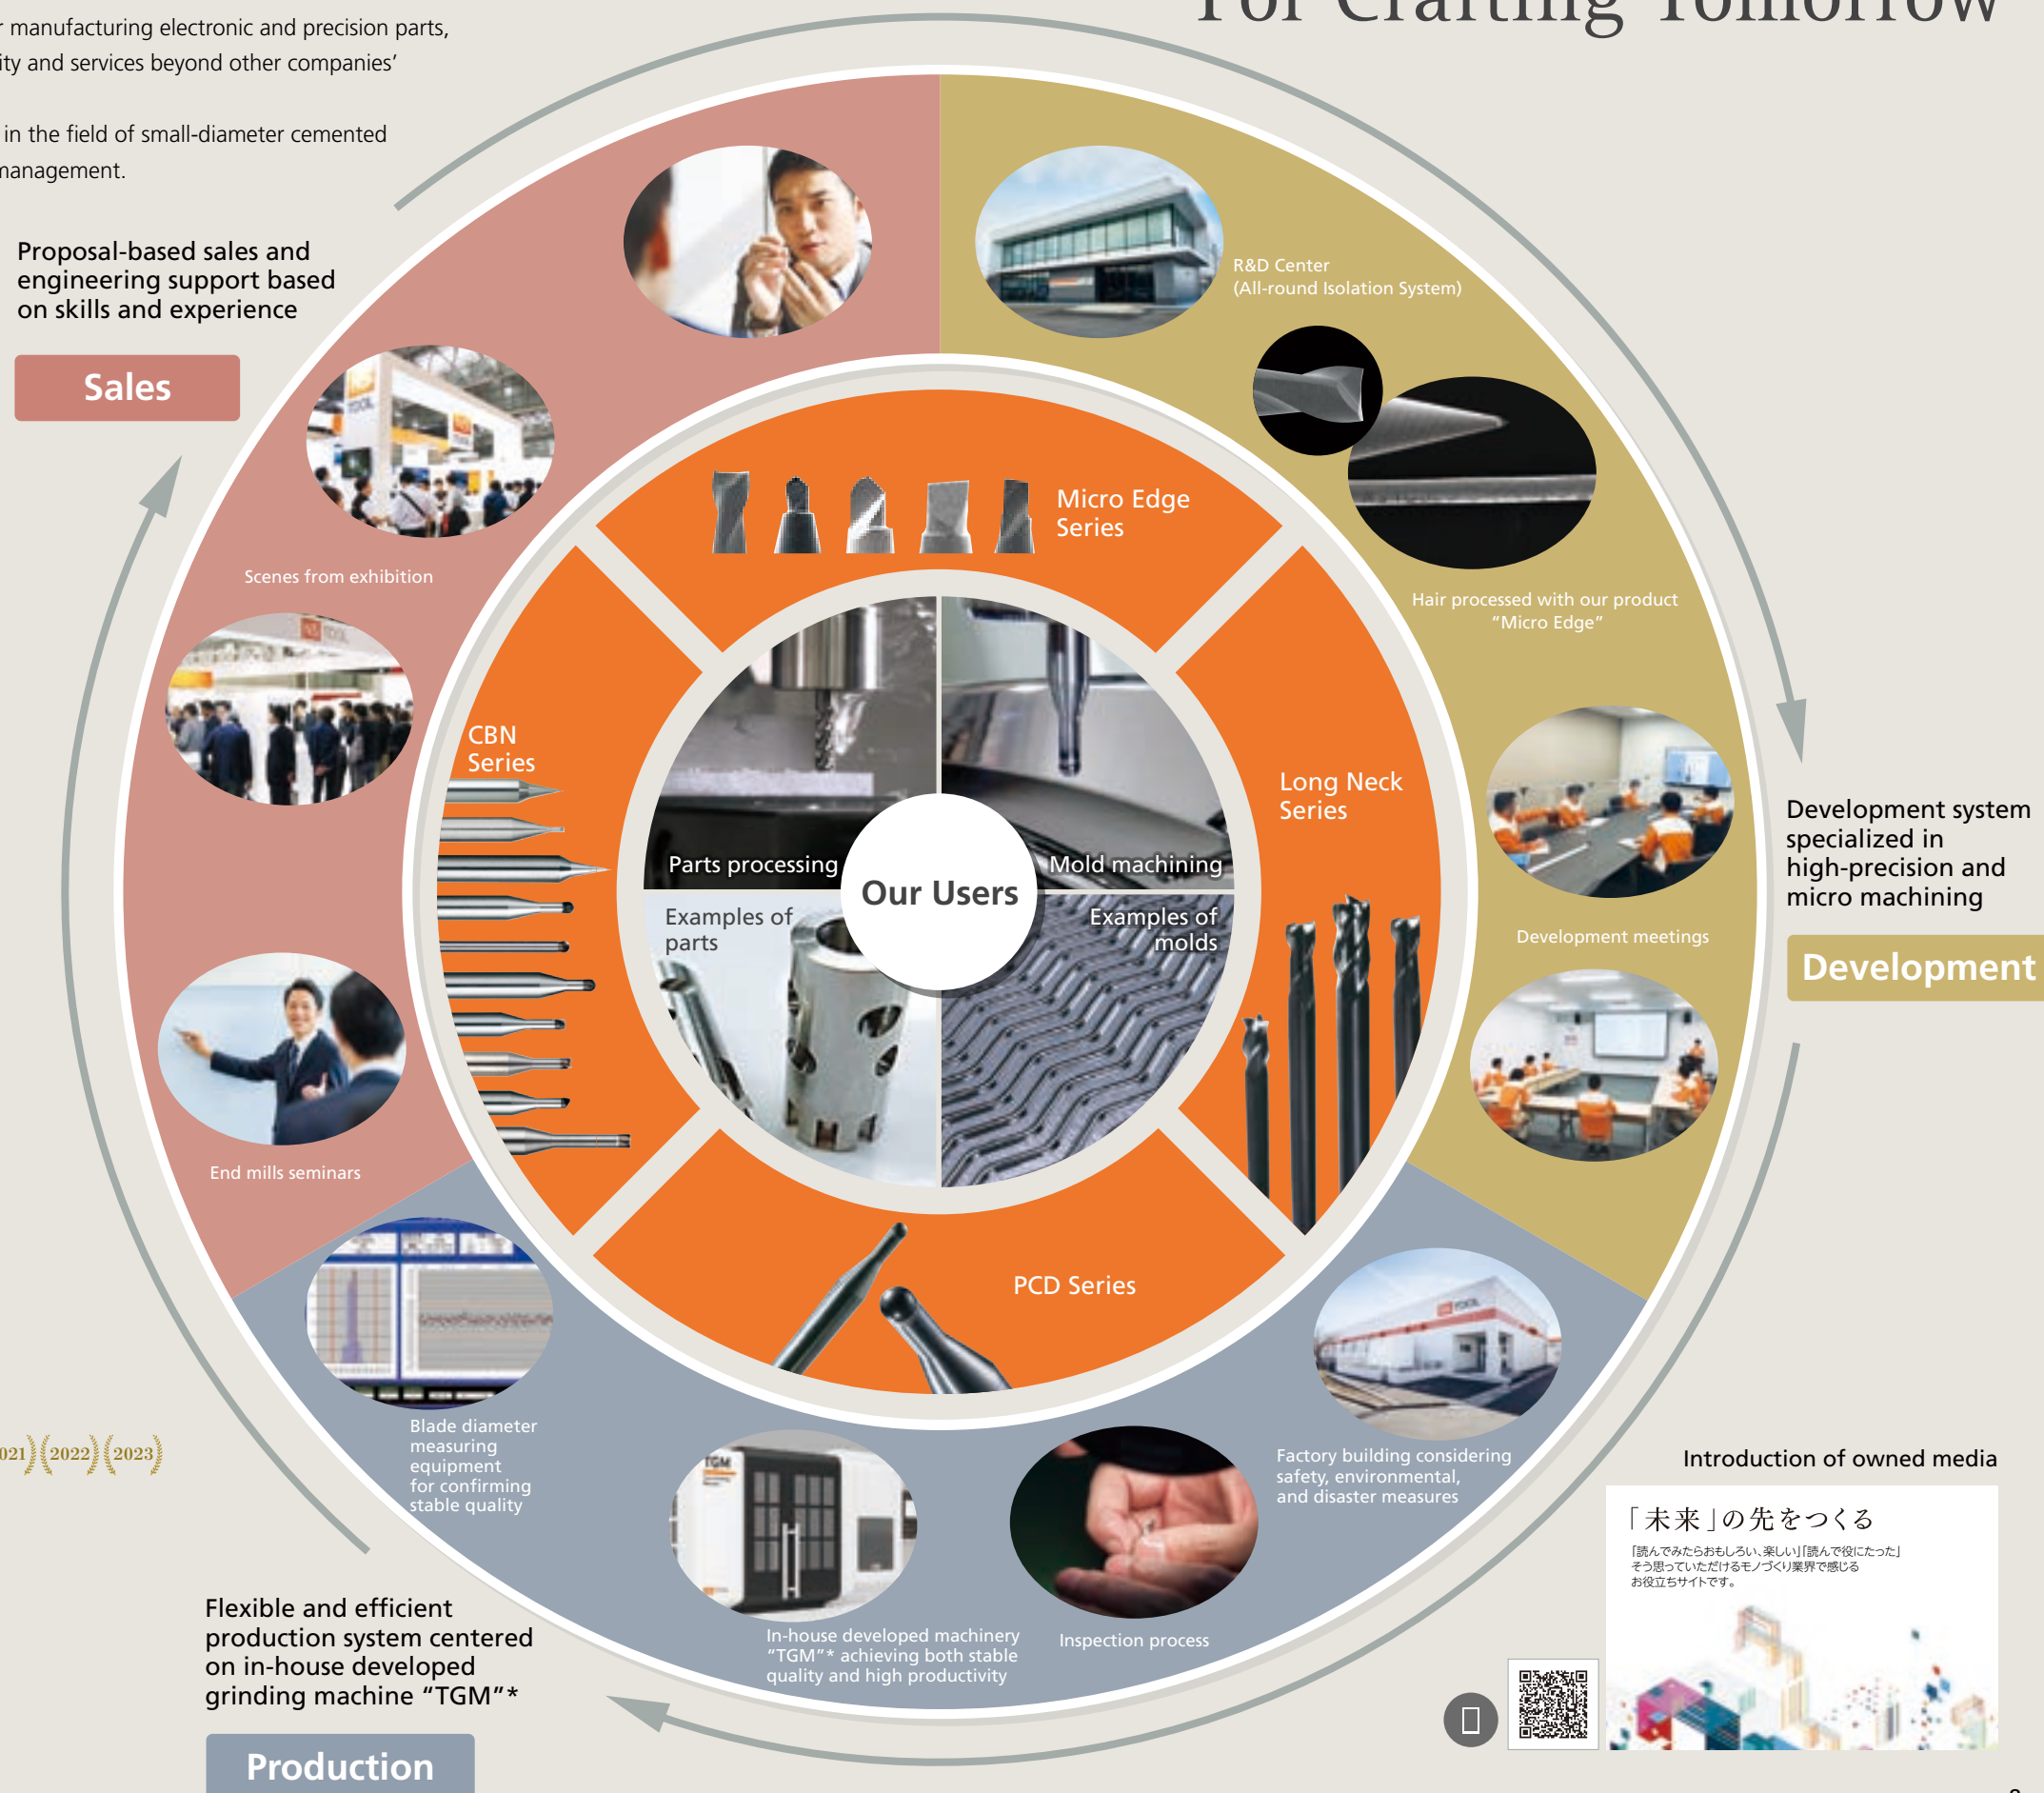 For Crafting Tomorrow
manufacturing electronic and precision parts,
and services beyond other companies'
in the field of small-diameter cemented
management.
Proposal-based sales and
engineering support based
on skills and experience
Sales
R&D Center
(All-round Isolation System)
TOOL
Scenes from exhibition
Micro Edge
Series
Hair processed with our product
"Micro Edge"
CBN
Series
Long Neck
Series
Parts processing
Mold machining
Our Users
Examples of
parts
Examples of
molds
Development system
specialized in
high-precision and
micro machining
Development
Development meetings
End mills seminars
PCD Series
TOOL
Blade diameter
measuring
equipment
for confirming
stable quality
TGM
Factory building considering
safety, environmental,
and disaster measures
2022
2023
In-house developed machinery
"TGM"* achieving both stable
quality and high productivity
Inspection process
Flexible and efficient
production system centered
on in-house developed
grinding machine "TGM"*
Production
Introduction of owned media
「未来」の先をつくる
「読んでみたらおもしろい、楽しい」「読んで役にたった」
そう思っていただけるモノづくり業界で感じる
お役立ちサイトです。